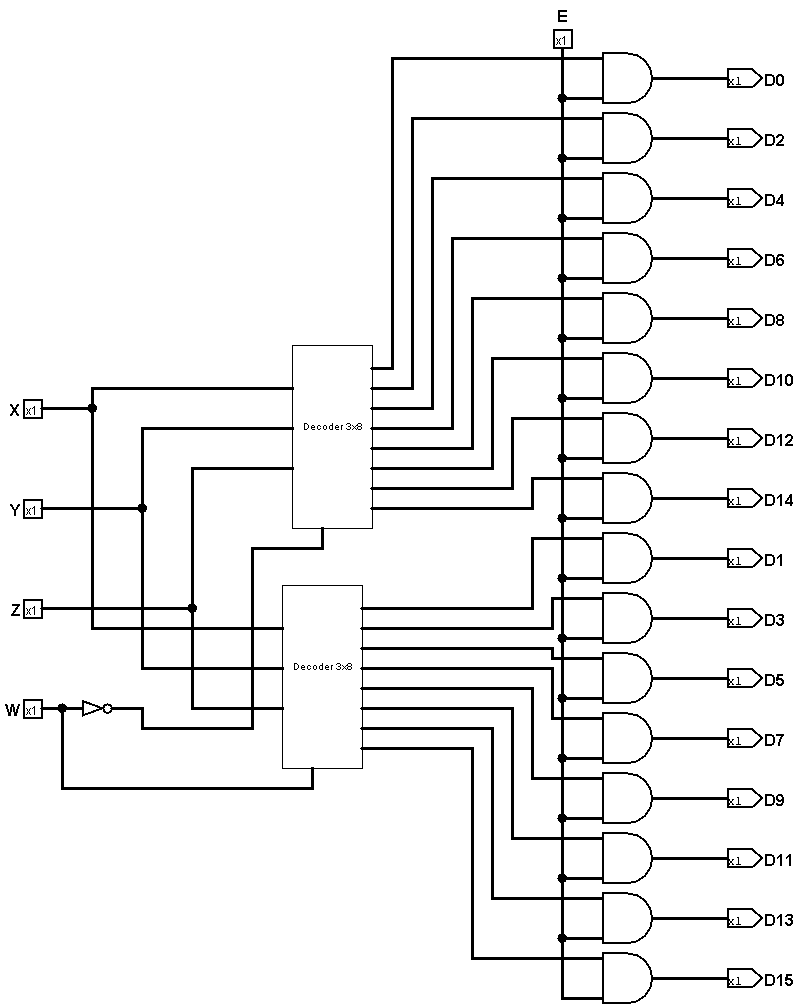 E
x1
x1 D0
x1 D2
x1 D4
x1 D6
x1 D8
x1 D10
X x1
Decoder 3x8
x1 D12
x1 D14
Y x1
x1 D1
Z x1
x1 D3
Decoder 3x8
x1 D5
W x1
x1 D7
x1 D9
x1 D11
x1 D13
x1 D15